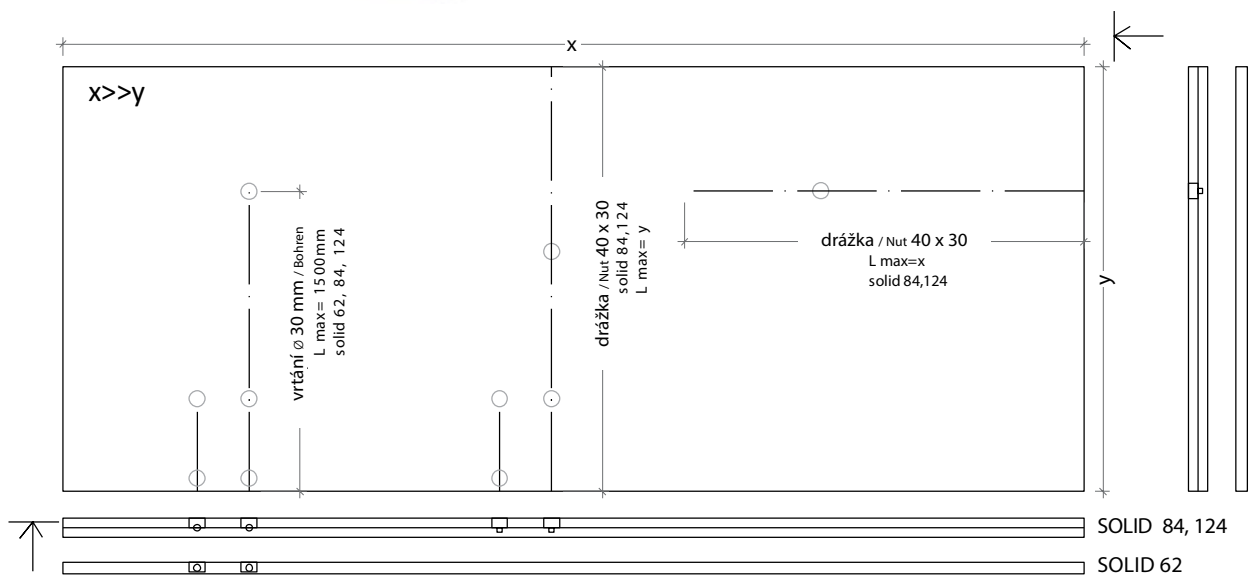 x
x>>y
vrtání ø 30 mm / Bohren
L max= 1500mm
solid 62, 84, 124
drážka / Nut 40 x 30
solid 84,124
L max= y
drážka / Nut 40 x 30
L max=x
solid 84,124
y
SOLID 84, 124
SOLID 62